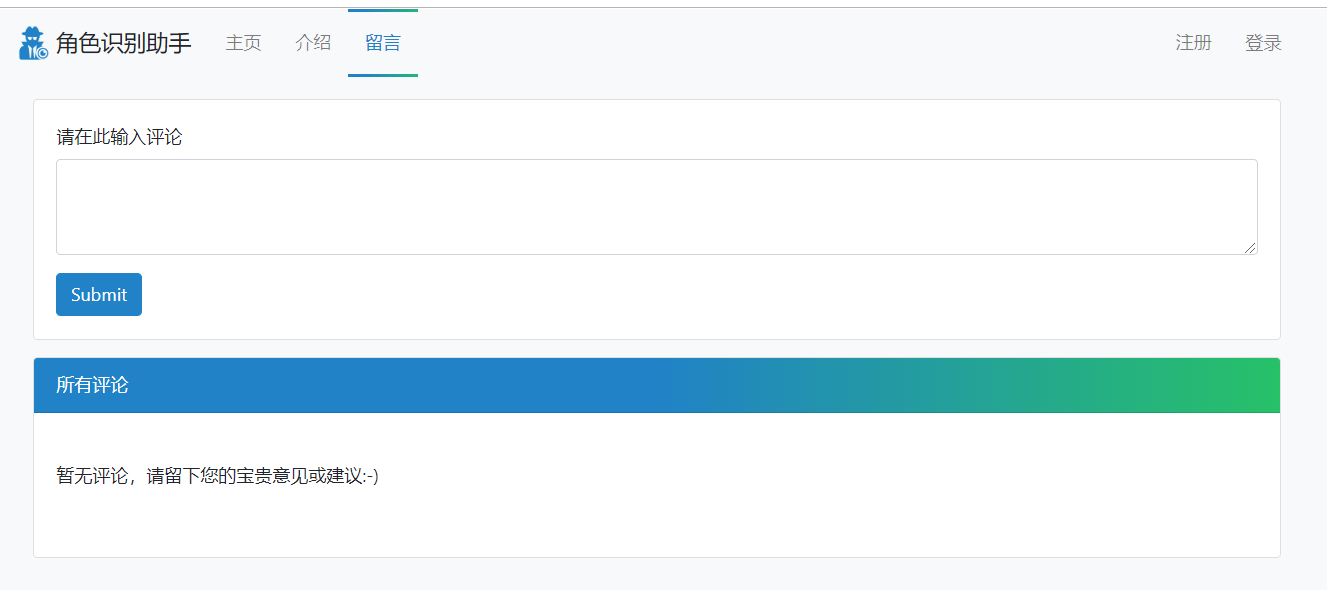 角色识别助手 主页 介绍 留言 注册 登录
请在此输入评论
Submit
所有评论
暂无评论，请留下您的宝贵意见或建议:-)